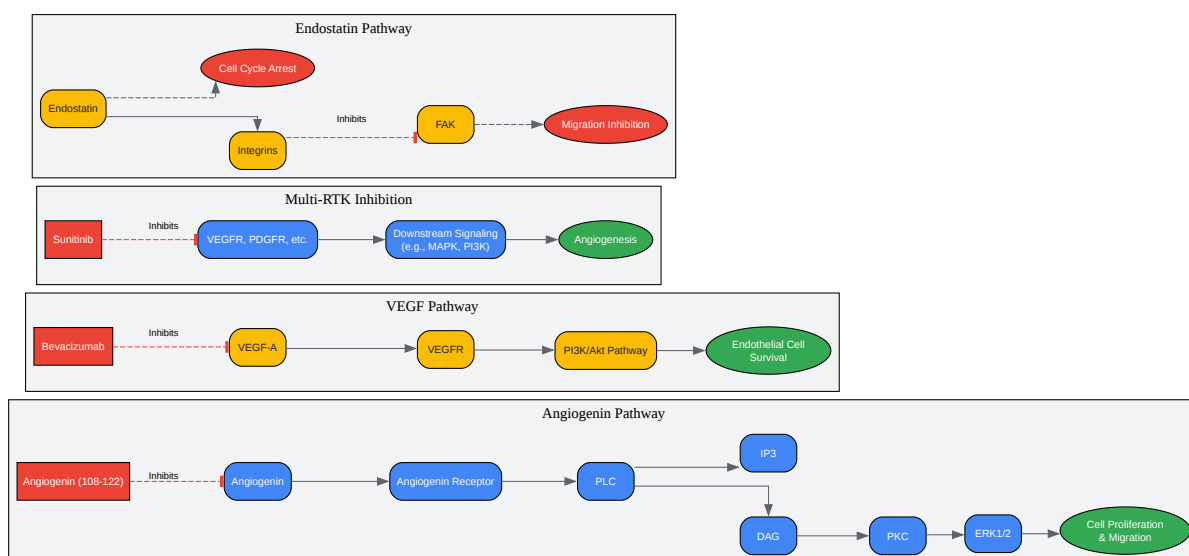 Endostatin Pathway
Cell Cycle Arrest
Endostatin
Inhibits
FAK
Migration Inhibition
Integrins
Multi-RTK Inhibition
Sunitinib
Inhibits
VEGFR, PDGFR, etc.
Downstream Signaling
(e.g., MAPK, PI3K)
Angiogenesis
VEGF Pathway
Bevacizumab
Inhibits
VEGF-A
VEGFR
PI3K/Akt Pathway
Endothelial Cell
Survival
Angiogenin Pathway
Angiogenin (108-122)
Inhibits
Angiogenin
Angiogenin Receptor
PLC
IP3
DAG
PKC
ERK1/2
Cell Proliferation
& Migration